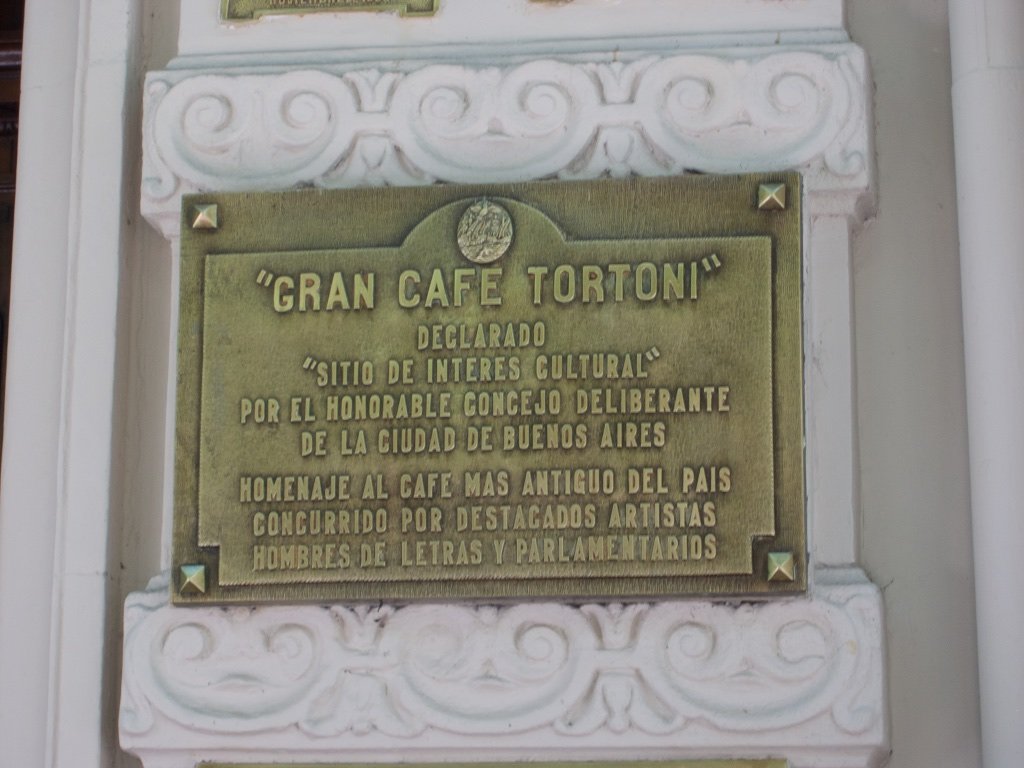 "GRAN CAFE TORTONI"
DECLARADO
"SITIO DE INTERES CULTURAL"
POR EL HONORABLE CONCEJO DELIBERANTE
DE LA CIUDAD DE BUENOS AIRES
HOMENAJE AL CAFE MAS ANTIGUO DEL PAIS
CONCURRIDO POR DESTACADOS ARTISTAS
HOMBRES DE LETRAS Y PARLAMENTARIOS